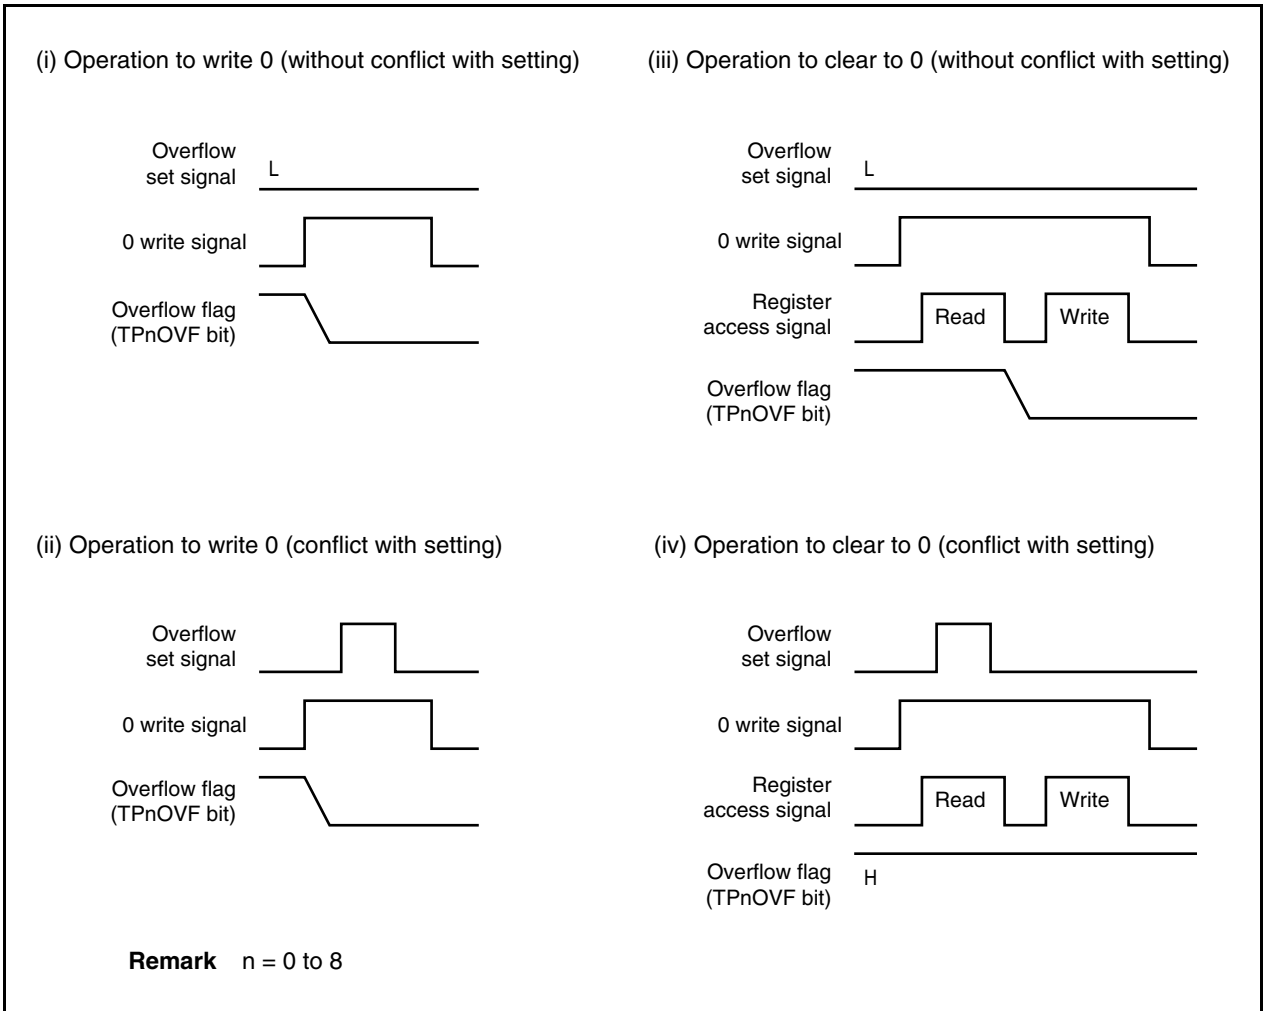 (i) Operation to write 0 (without conflict with setting)
Overflow
set signal
L
0 write signal
Overflow flag
(TPnOVF bit)
(iii) Operation to clear to 0 (without conflict with setting)
Overflow
set signal
L
0 write signal
Register
access signal
Read
Write
Overflow flag
(TPnOVF bit)
(ii) Operation to write 0 (conflict with setting)
Overflow
set signal
0 write signal
Overflow flag
(TPnOVF bit)
(iv) Operation to clear to 0 (conflict with setting)
Overflow
set signal
0 write signal
Register
access signal
Read
Write
Overflow flag
(TPnOVF bit)
H
Remark n = 0 to 8